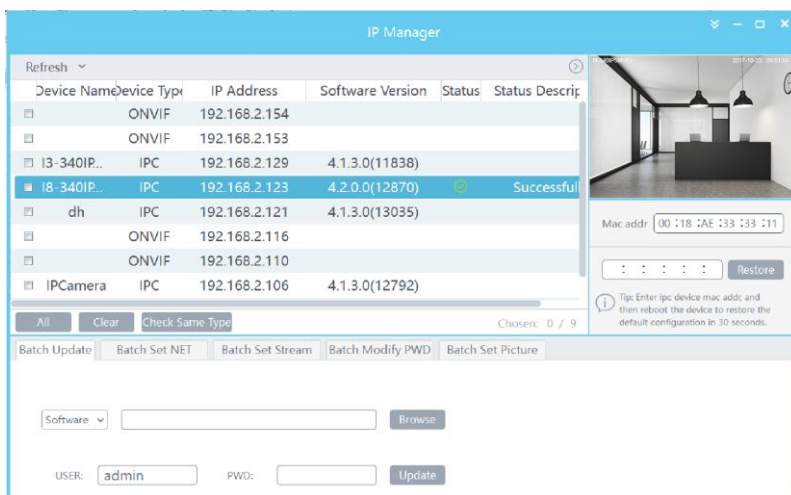 IP Manager
Refresh
Device Name Device Type IP Address Software Version Status Status Descrip
ONVIF 192.168.2.154
ONVIF 192.168.2.153
I3-340IP... IPC 192.168.2.129 4.1.3.0(11838)
I8-340IP... IPC 192.168.2.123 4.2.0.0(12870) Successfull
dh IPC 192.168.2.121 4.1.3.0(13035)
ONVIF 192.168.2.116
ONVIF 192.168.2.110
IPCamera IPC 192.168.2.106 4.1.3.0(12792)
All Clear Check Same Type Chosen: 0 / 9
Mac addr 00 :18 :AE :33 :33 :11
: : : : : Restore
Tip: Enter ipc device mac addr, and
then reboot the device to restore the
default configuration in 30 seconds.
Batch Update Batch Set NET Batch Set Stream Batch Modify PWD Batch Set Picture
Software Browse
USER: admin PWD: Update